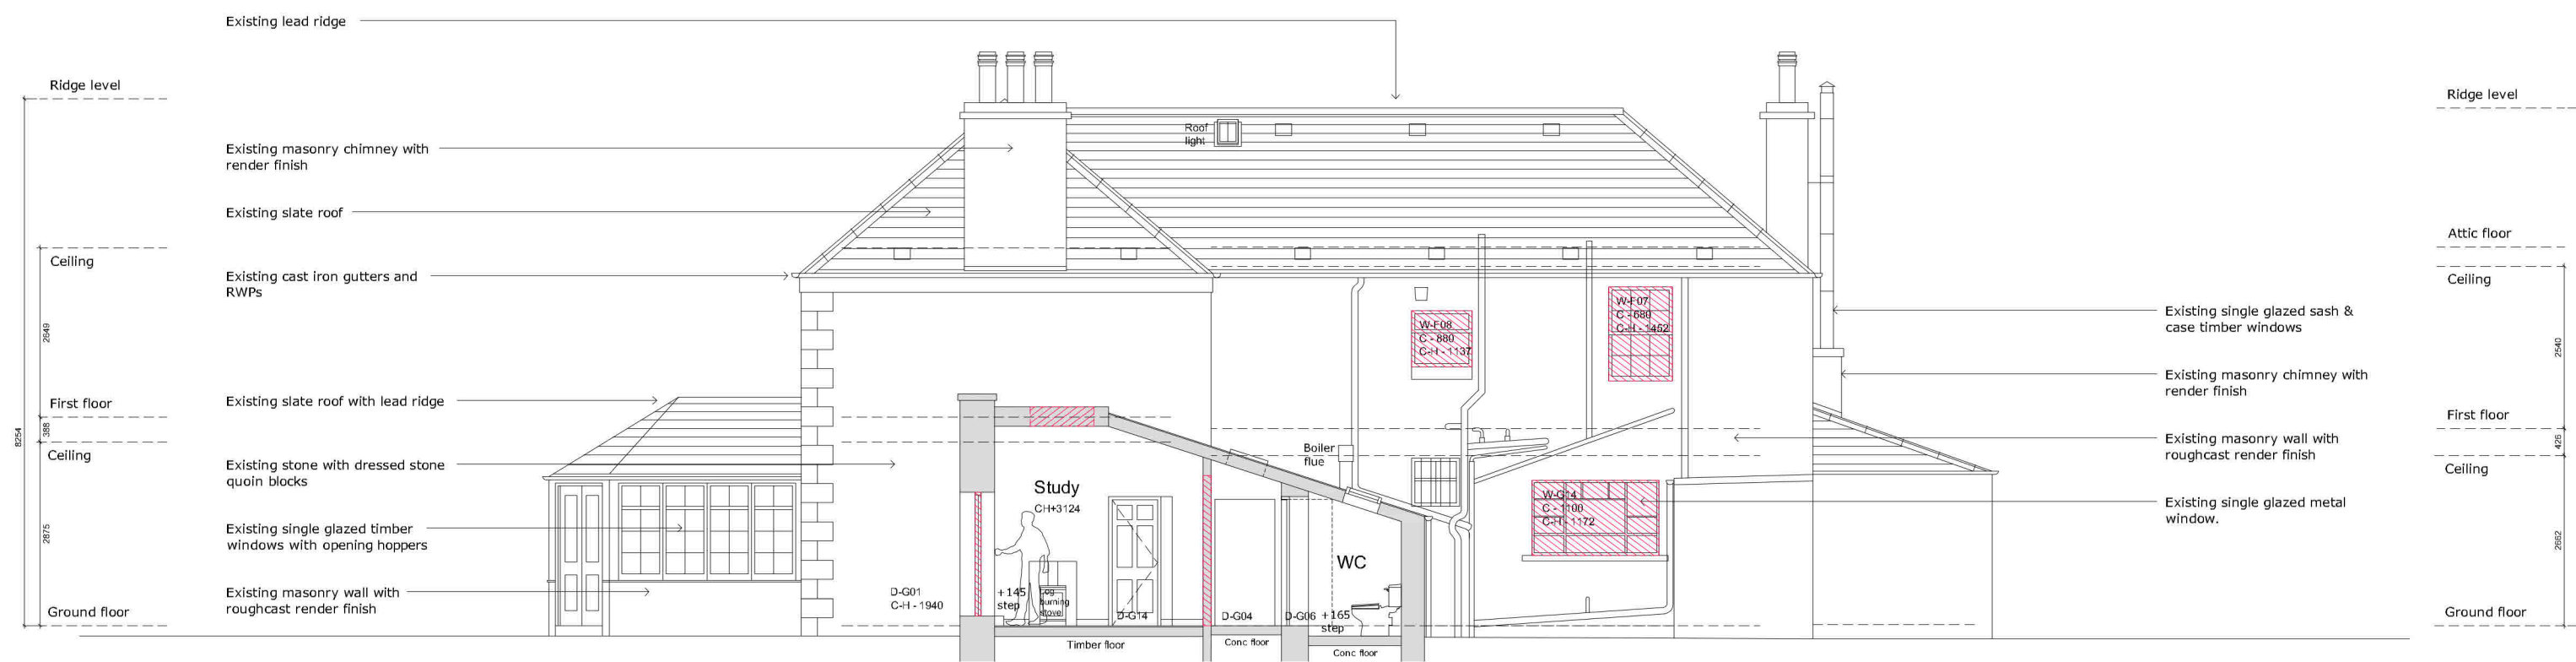 Existing lead ridge
Ridge level
Ridge level
Roof
light
Existing masonry chimney with
render finish
Existing slate roof
Attic floor
Ceiling
Existing cast iron gutters and
RWPs
Ceiling
W-F07
C - 680
C-H - 1452
Existing single glazed sash &
case timber windows
W-F08
C - 880
C-H - 1137
2649
2540
Existing masonry chimney with
render finish
First floor
Existing slate roof with lead ridge
First floor
8254
388
426
Existing masonry wall with
roughcast render finish
Ceiling
Boiler
flue
Existing stone with dressed stone
quoin blocks
Ceiling
Study
CH+3124
W-G14
C - 1100
C-H - 1172
Existing single glazed metal
window.
Existing single glazed timber
windows with opening hoppers
2875
2662
WC
Existing masonry wall with
roughcast render finish
D-G01
C-H - 1940
+145
step
burning
stove
D-G14
D-G04
D-G06
+165
step
Ground floor
Ground floor
Timber floor
Conc floor
Conc floor